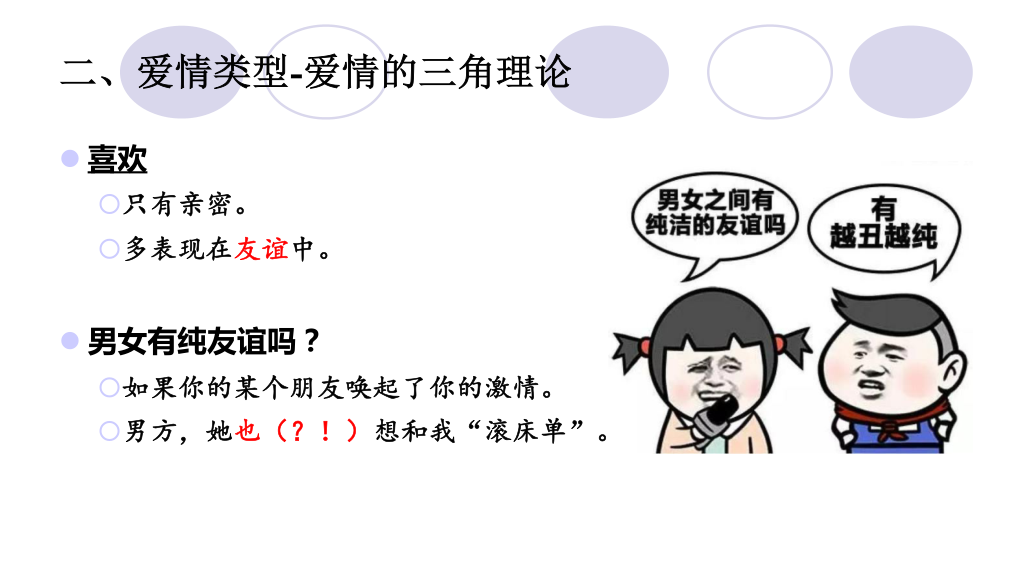 二、爱情类型-爱情的三角理论
喜欢
只有亲密。
多表现在友谊中。
男女有纯友谊吗？
如果你的某个朋友唤起了你的激情。
男方，她也（？！）想和我“滚床单”。
男女之间有
纯洁的友谊吗
有
越丑越纯